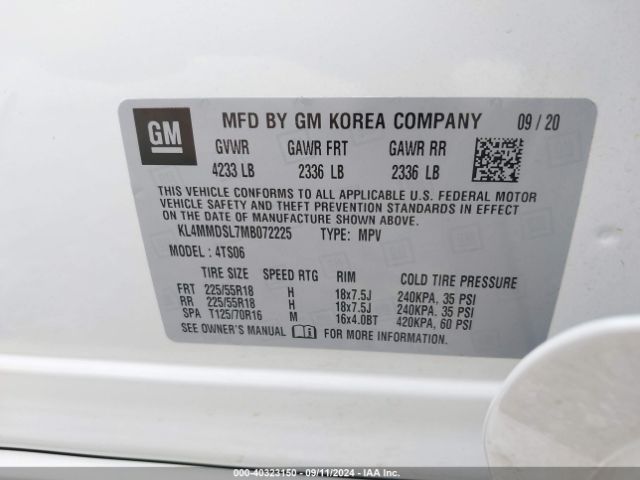 GM
MFD BY GM KOREA COMPANY 09 / 20
GVWR GAWR FRT GAWR RR
4233 LB 2336 LB 2336 LB
THIS VEHICLE CONFORMS TO ALL APPLICABLE U.S. FEDERAL MOTOR
VEHICLE SAFETY AND THEFT PREVENTION STANDARDS IN EFFECT
ON THE DATE OF MANUFACTURE SHOWN ABOVE.
KL4MMDSL7MB072225 TYPE: MPV
MODEL : 4TS06
TIRE SIZE SPEED RTG RIM COLD TIRE PRESSURE
FRT 225/55R18 H 18x7.5J 240KPA, 35 PSI
RR 225/55R18 H 18x7.5J 240KPA, 35 PSI
SPA T125/70R16 M 16x4.0BT 420KPA, 60 PSI
SEE OWNER'S MANUAL FOR MORE INFORMATION.
000-40323150 - 09/11/2024 - IAA Inc.